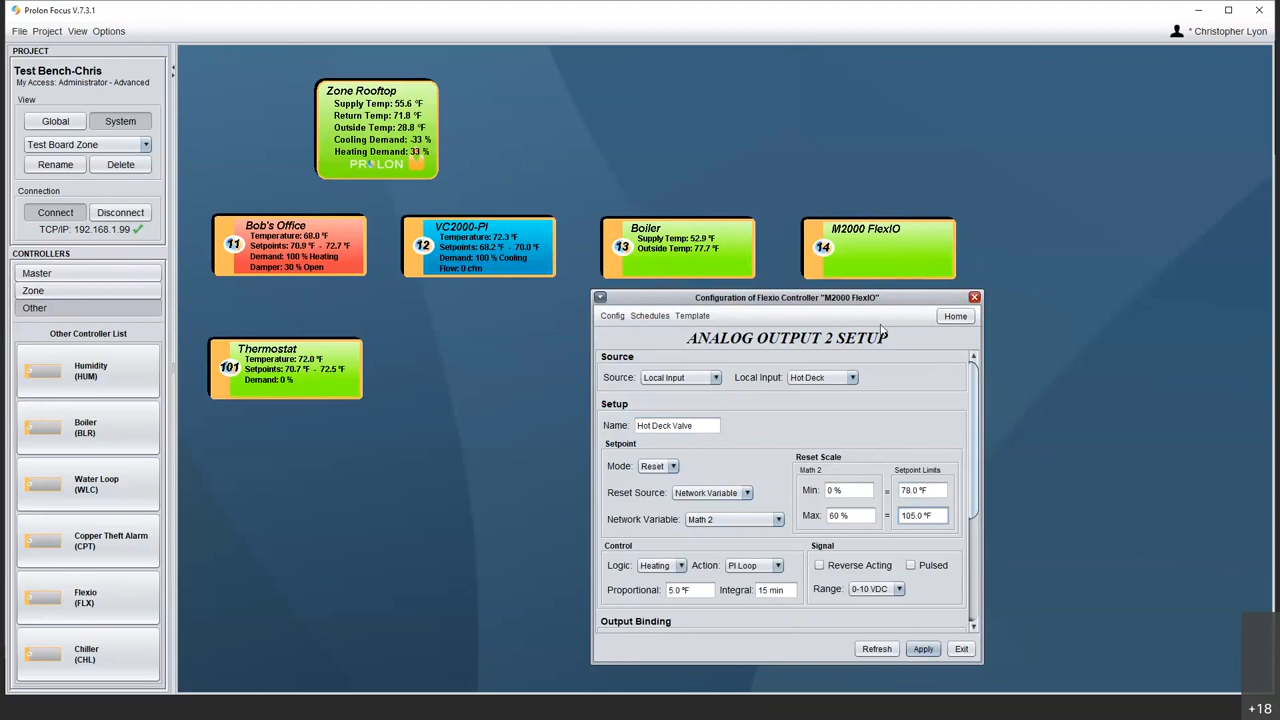 Prolon Focus V.7.3.1
File Project View Options
* Christopher Lyon
PROJECT
Test Bench-Chris
My Access: Administrator - Advanced
View
Global System
Test Board Zone
Rename Delete
Connection
Connect Disconnect
TCP/IP: 192.168.1.99
CONTROLLERS
Master
Zone
Other
Other Controller List
Humidity
(HUM)
Boiler
(BLR)
Water Loop
(WLC)
Copper Theft Alarm
(CPT)
Flexio
(FLX)
Chiller
(CHL)
Zone Rooftop
Supply Temp: 55.6 °F
Return Temp: 71.8 °F
Outside Temp: 28.8 °F
Cooling Demand: -33 %
Heating Demand: 33 %
PROLON
11
Bob's Office
Temperature: 68.0 °F
Setpoints: 70.9 °F - 72.7 °F
Demand: 100 % Heating
Damper: 30 % Open
12
VC2000-PI
Temperature: 72.3 °F
Setpoints: 68.2 °F - 70.0 °F
Demand: 100 % Cooling
Flow: 0 cfm
13
Boiler
Supply Temp: 52.9 °F
Outside Temp: 77.7 °F
14
M2000 FlexIO
101
Thermostat
Temperature: 72.0 °F
Setpoints: 70.7 °F - 72.5 °F
Demand: 0 %
Configuration of Flexio Controller "M2000 FlexIO"
Config Schedules Template Home
ANALOG OUTPUT 2 SETUP
Source
Source: Local Input Local Input: Hot Deck
Setup
Name: Hot Deck Valve
Setpoint
Mode: Reset
Reset Source: Network Variable
Network Variable: Math 2
Reset Scale
Math 2 Setpoint Limits
Min: 0 % = 78.0 °F
Max: 60 % = 105.0 °F
Control
Logic: Heating Action: PI Loop
Proportional: 5.0 °F Integral: 15 min
Signal
Reverse Acting Pulsed
Range: 0-10 VDC
Output Binding
Refresh Apply Exit
+18